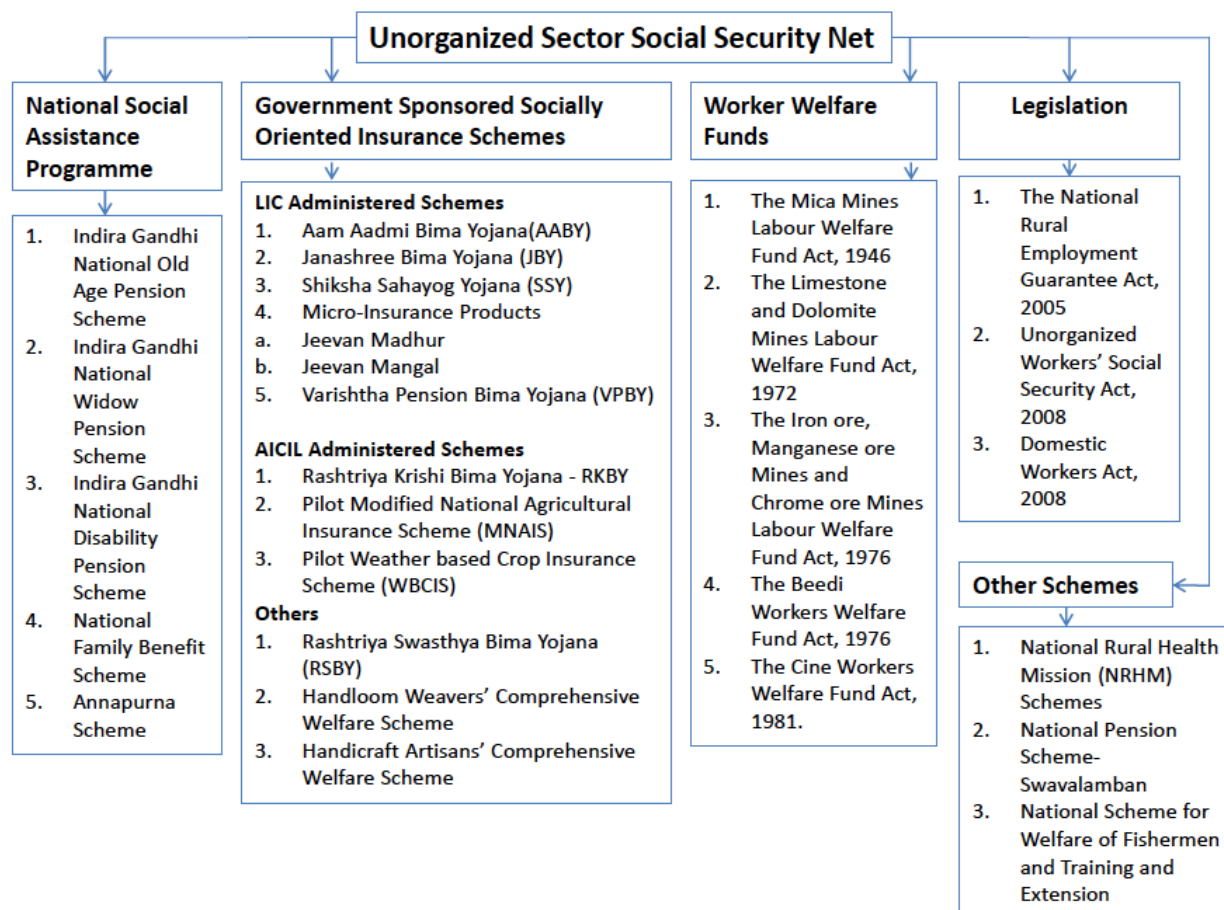 Unorganized Sector Social Security Net
National Social
Assistance
Programme
1. Indira Gandhi
National Old
Age Pension
Scheme
2. Indira Gandhi
National
Widow
Pension
Scheme
3. Indira Gandhi
National
Disability
Pension
Scheme
4. National
Family Benefit
Scheme
5. Annapurna
Scheme
Government Sponsored Socially
Oriented Insurance Schemes
LIC Administered Schemes
1. Aam Aadmi Bima Yojana(AABY)
2. Janashree Bima Yojana (JBY)
3. Shiksha Sahayog Yojana (SSY)
4. Micro-Insurance Products
a. Jeevan Madhur
b. Jeevan Mangal
5. Varishtha Pension Bima Yojana (VPBY)
AICIL Administered Schemes
1. Rashtriya Krishi Bima Yojana - RKBY
2. Pilot Modified National Agricultural
Insurance Scheme (MNAIS)
3. Pilot Weather based Crop Insurance
Scheme (WBCIS)
Others
1. Rashtriya Swasthya Bima Yojana
(RSBY)
2. Handloom Weavers’ Comprehensive
Welfare Scheme
3. Handicraft Artisans’ Comprehensive
Welfare Scheme
Worker Welfare
Funds
1. The Mica Mines
Labour Welfare
Fund Act, 1946
2. The Limestone
and Dolomite
Mines Labour
Welfare Fund Act,
1972
3. The Iron ore,
Manganese ore
Mines and
Chrome ore Mines
Labour Welfare
Fund Act, 1976
4. The Beedi
Workers Welfare
Fund Act, 1976
5. The Cine Workers
Welfare Fund Act,
1981.
Legislation
1. The National
Rural
Employment
Guarantee Act,
2005
2. Unorganized
Workers’ Social
Security Act,
2008
3. Domestic
Workers Act,
2008
Other Schemes
1. National Rural Health
Mission (NRHM)
Schemes
2. National Pension
Scheme-
Swavalamban
3. National Scheme for
Welfare of Fishermen
and Training and
Extension